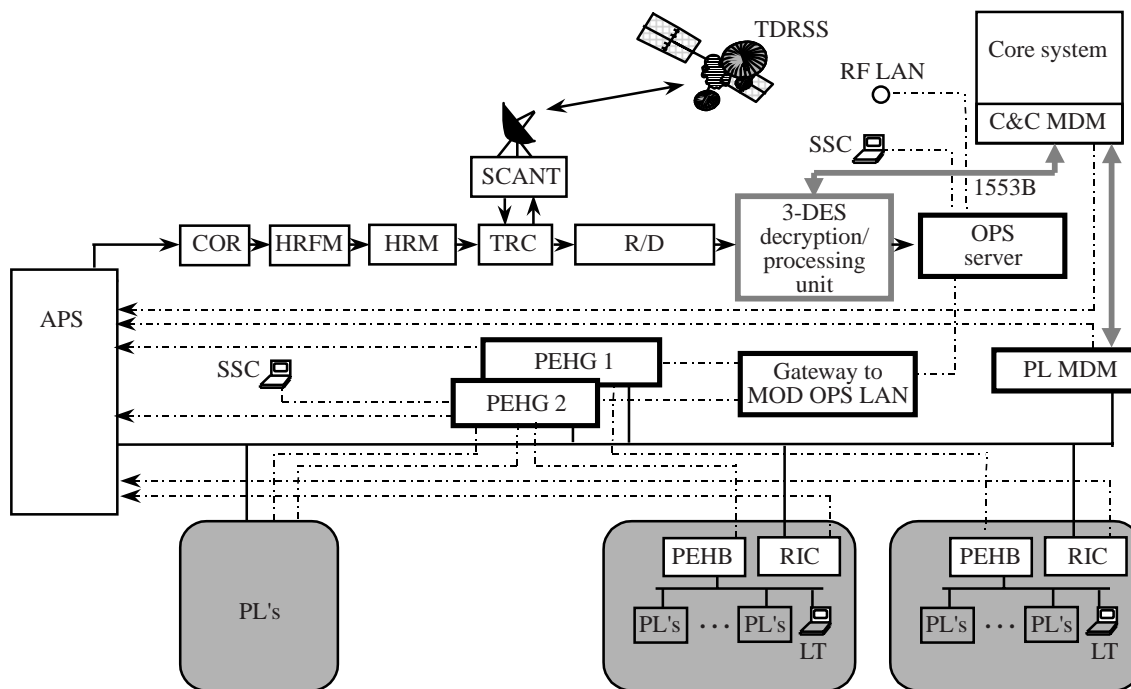 TDRSS
Core system
RF LAN
C&C MDM
SSC
SCANT
1553B
COR
HRFM
HRM
TRC
R/D
3-DES
decryption/
processing
unit
OPS
server
APS
SSC
PEHG 1
PEHG 2
Gateway to
MOD OPS LAN
PL MDM
PL's
PEHB
RIC
PL's
...
PL's
LT
PEHB
RIC
PL's
...
PL's
LT